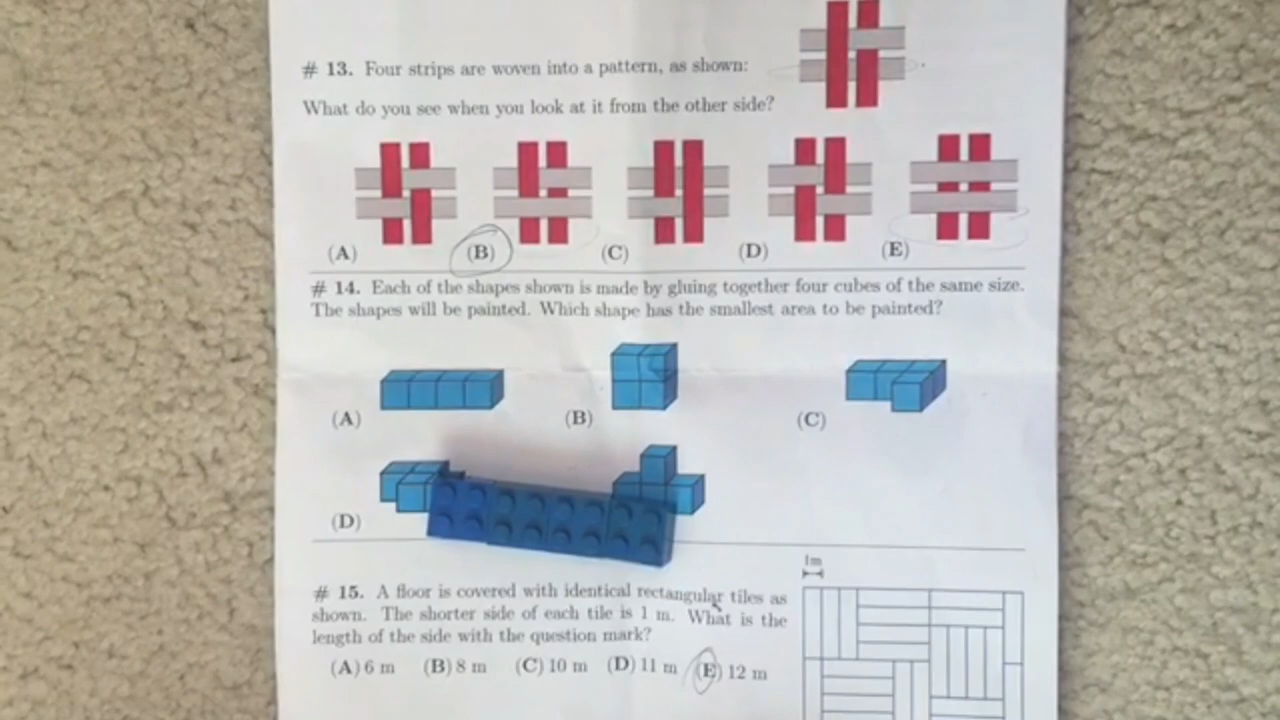 # 13. Four strips are woven into a pattern, as shown:
What do you see when you look at it from the other side?
(A) (B) (C) (D) (E)
# 14. Each of the shapes shown is made by gluing together four cubes of the same size.
The shapes will be painted. Which shape has the smallest area to be painted?
(A) (B) (C)
(D)
1m
# 15. A floor is covered with identical rectangular tiles as
shown. The shorter side of each tile is 1 m. What is the
length of the side with the question mark?
(A) 6 m (B) 8 m (C) 10 m (D) 11 m (E) 12 m